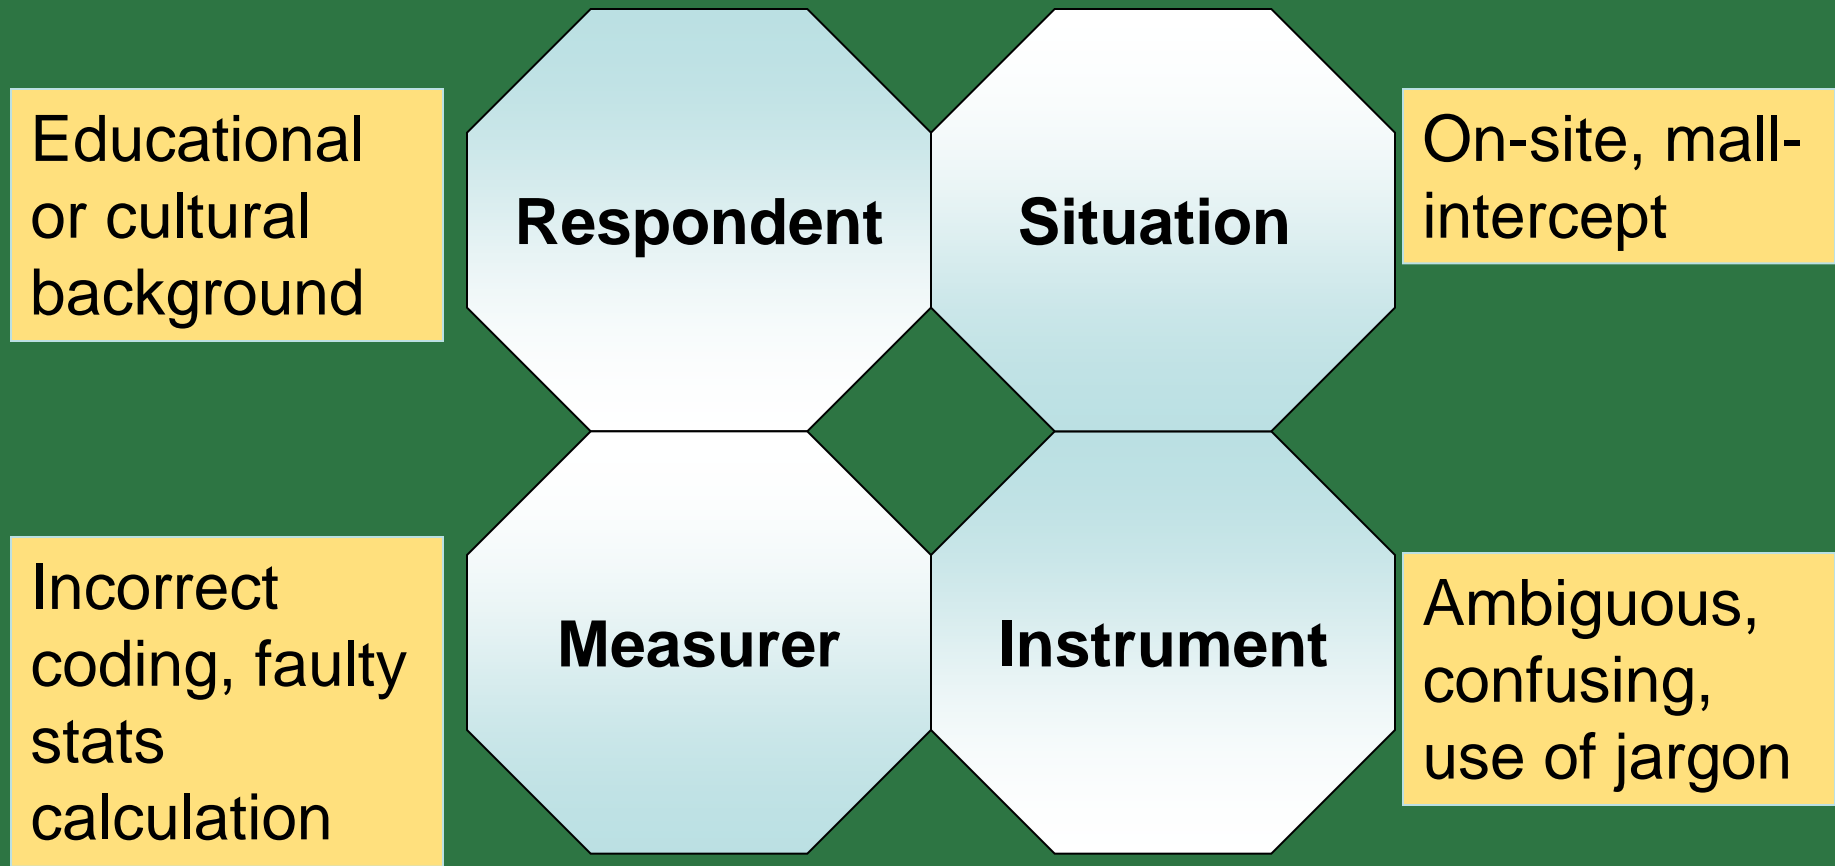 Educational
or cultural
background
Respondent
Situation
On-site, mall-
intercept
Incorrect
coding, faulty
stats
calculation
Measurer
Instrument
Ambiguous,
confusing,
use of jargon